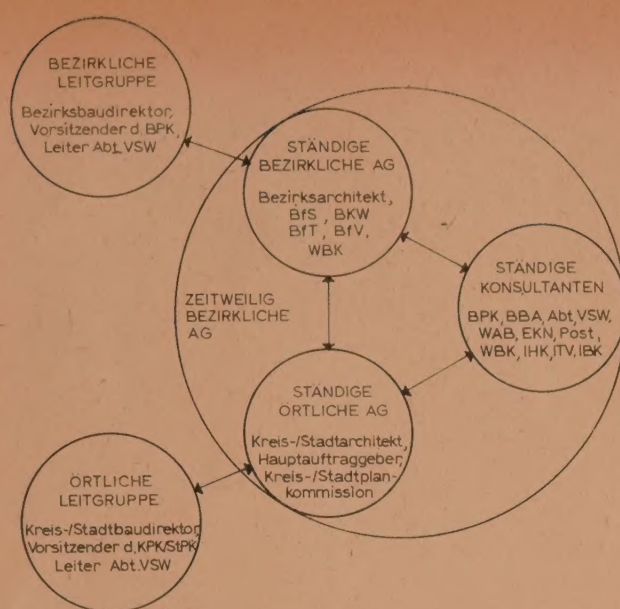 BEZIRKLICHE
LEITGRUPPE
Bezirksbaudirektor,
Vorsitzender d. BPK,
Leiter Abt. VSW
STÄNDIGE
BEZIRKLICHE AG
Bezirksarchitekt,
BfS, BKW
BfT, BfV,
WBK
ZEITWEILIG
BEZIRKLICHE
AG
STÄNDIGE
KONSULTANTEN
BPK, BBA, Abt, VSW,
WAB, EKN, Post,
WBK, IHK, ITV, IBK
STÄNDIGE
ÖRTLICHE AG
Kreis-/Stadtarchitekt,
Hauptauftraggeber,
Kreis-/Stadtplan-
kommission
ÖRTLICHE
LEITGRUPPE
Kreis-/Stadtbaudirektor,
Vorsitzender d. KPK/StPK
Leiter Abt. VSW